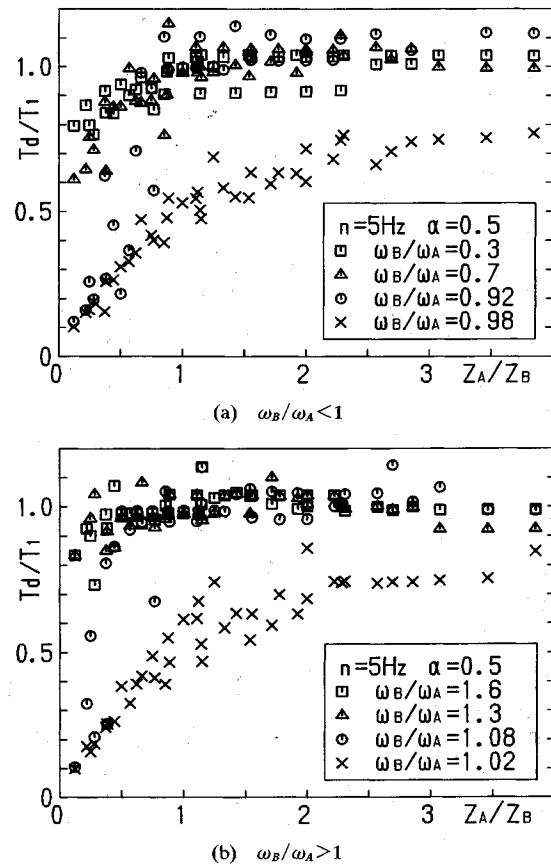 Td/T1
1.0
0.5
0
n=5Hz α=0.5
ωB/ωA=0.3
ωB/ωA=0.7
ωB/ωA=0.92
ωB/ωA=0.98
0 1 2 3 ZA/ZB
(a) ωB/ωA<1
Td/T1
1.0
0.5
0
n=5Hz α=0.5
ωB/ωA=1.6
ωB/ωA=1.3
ωB/ωA=1.08
ωB/ωA=1.02
0 1 2 3 ZA/ZB
(b) ωB/ωA>1